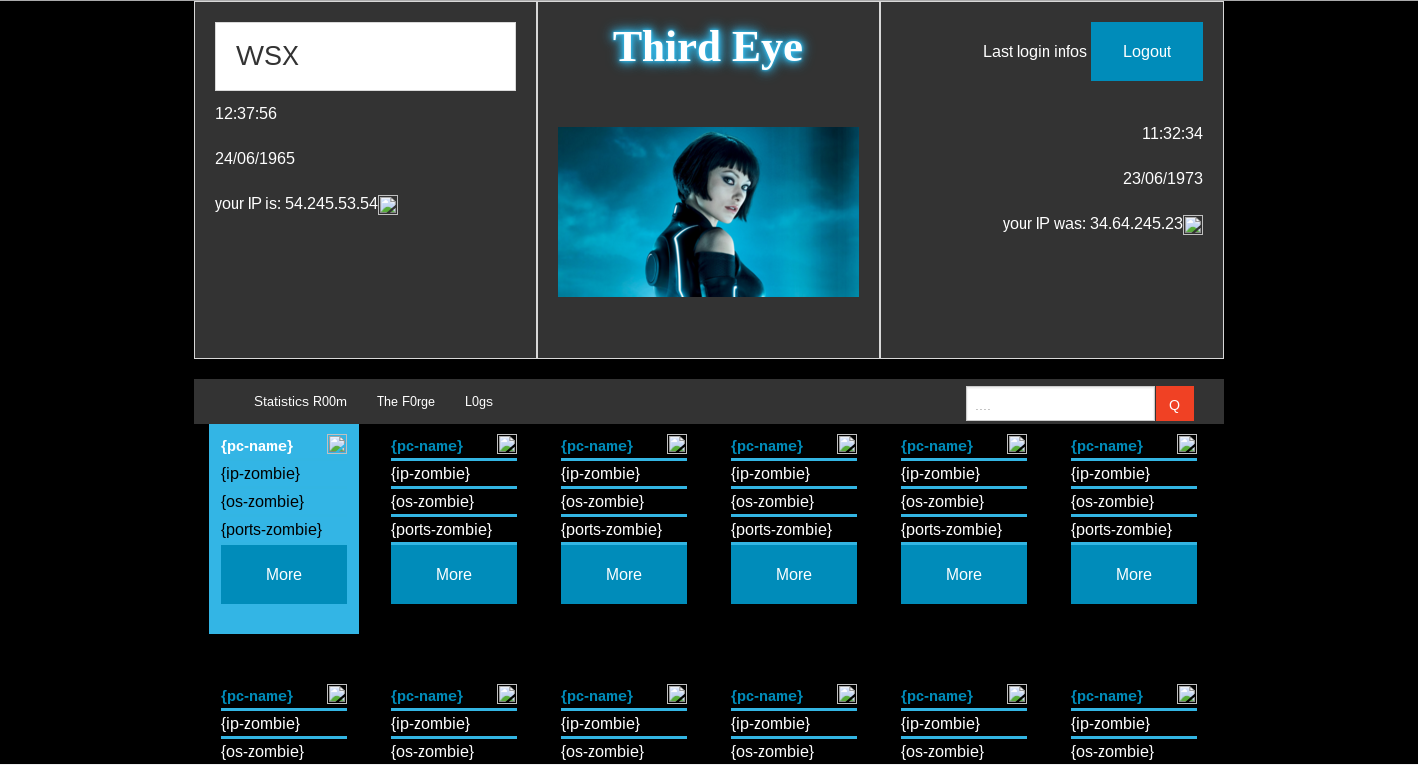 WSX
12:37:56
24/06/1965
your IP is: 54.245.53.54
Third Eye
Last login infos Logout
11:32:34
23/06/1973
your IP was: 34.64.245.23
Statistics R00m The F0rge L0gs .... Q
{pc-name} {pc-name} {pc-name} {pc-name} {pc-name} {pc-name}
{ip-zombie} {ip-zombie} {ip-zombie} {ip-zombie} {ip-zombie} {ip-zombie}
{os-zombie} {os-zombie} {os-zombie} {os-zombie} {os-zombie} {os-zombie}
{ports-zombie} {ports-zombie} {ports-zombie} {ports-zombie} {ports-zombie} {ports-zombie}
More More More More More More
{pc-name} {pc-name} {pc-name} {pc-name} {pc-name} {pc-name}
{ip-zombie} {ip-zombie} {ip-zombie} {ip-zombie} {ip-zombie} {ip-zombie}
{os-zombie} {os-zombie} {os-zombie} {os-zombie} {os-zombie} {os-zombie}